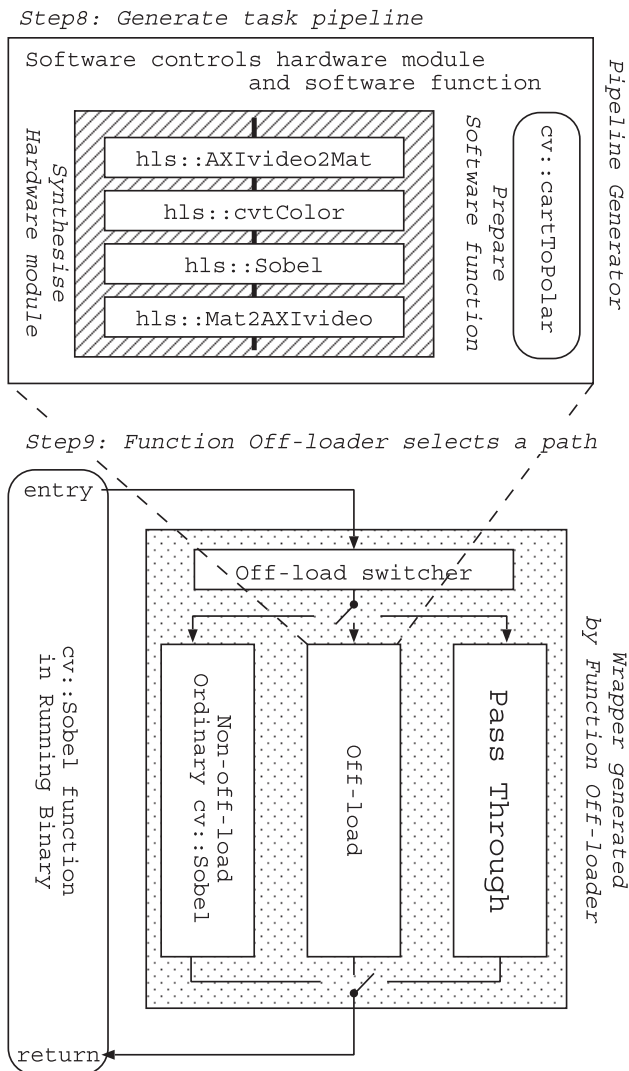 Step8: Generate task pipeline
Software controls hardware module
and software function
Pipeline Generator
Synthesise
Hardware module
hls::AXIvideo2Mat
hls::cvtColor
hls::Sobel
hls::Mat2AXIvideo
Prepare
Software function
cv::cartToPolar
Step9: Function Off-loader selects a path
entry
Off-load switcher
cv::Sobel function
in Running Binary
Non-off-load
Ordinary cv::Sobel
Off-load
Pass Through
Wrapper generated
by Function Off-loader
return